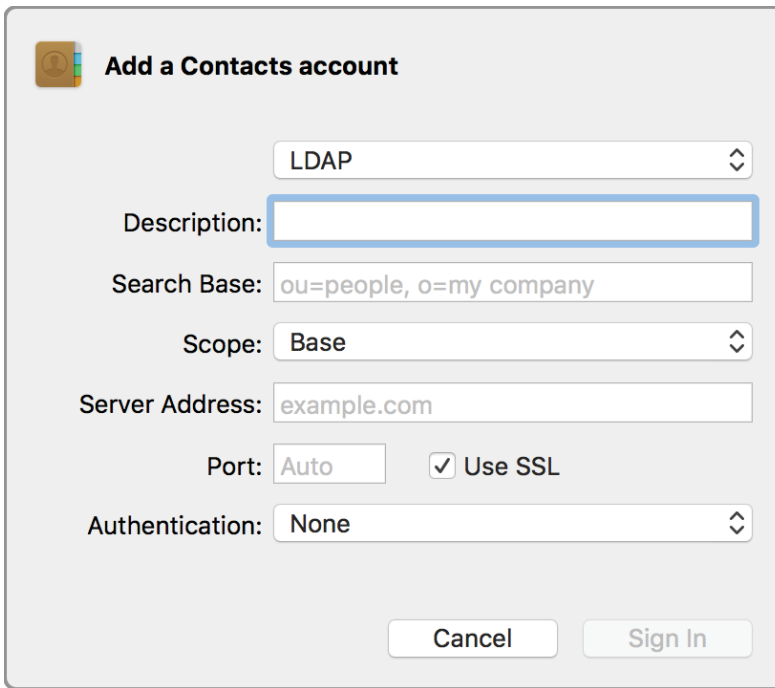 Add a Contacts account
LDAP
Description:
Search Base: ou=people, o=my company
Scope: Base
Server Address: example.com
Port: Auto Use SSL
Authentication: None
Cancel Sign In